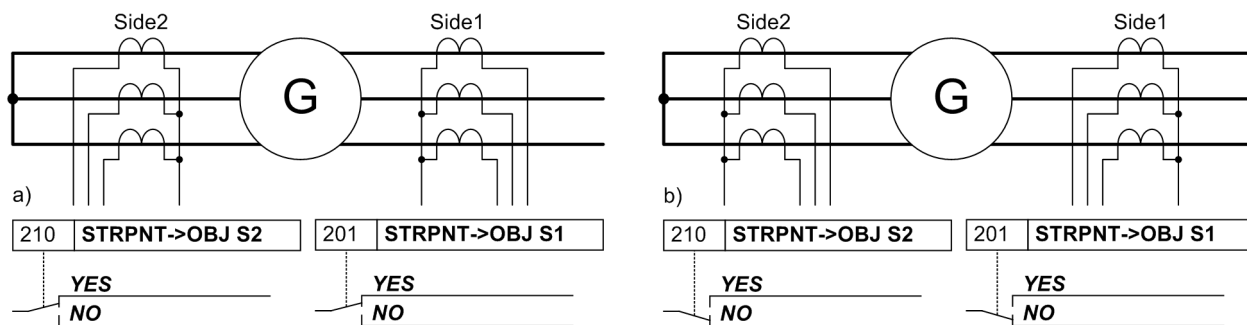 Side2 Side1 Side2 Side1
G G
a) b)
210 STRPNT->OBJ S2 201 STRPNT->OBJ S1 210 STRPNT->OBJ S2 201 STRPNT->OBJ S1
YES YES YES YES
NO NO NO NO